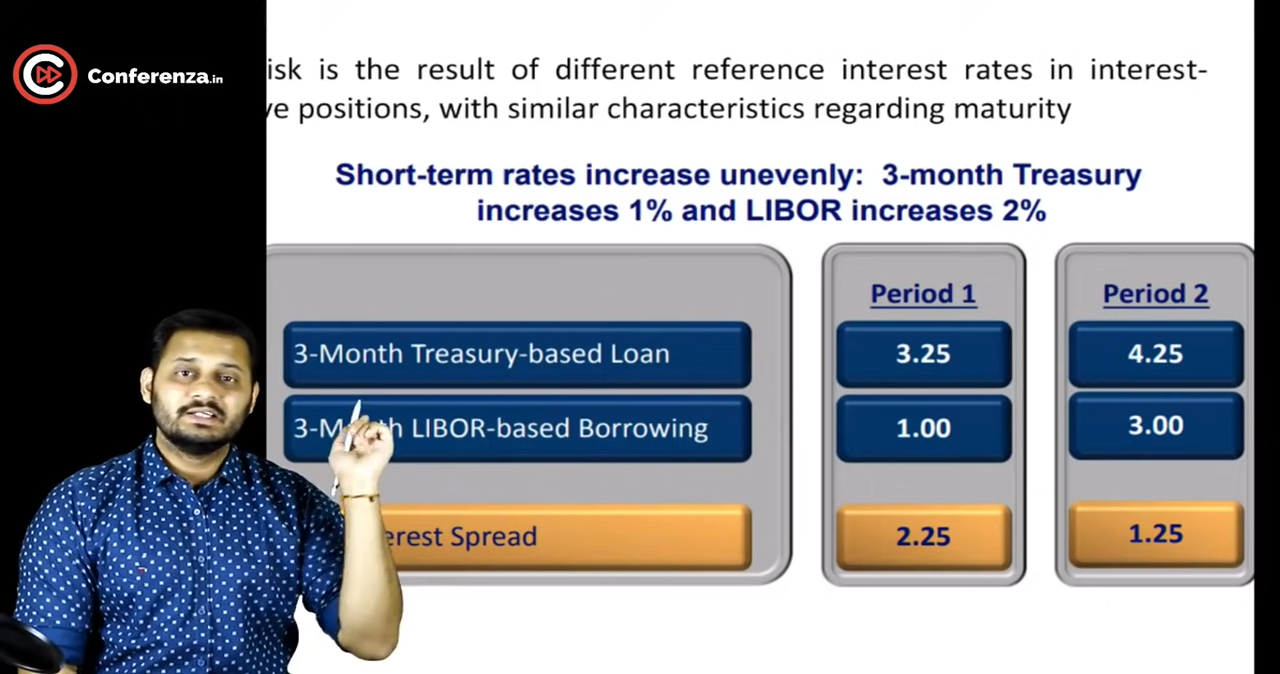 Conferenza.in
isk is the result of different reference interest rates in interest-
ve positions, with similar characteristics regarding maturity
Short-term rates increase unevenly: 3-month Treasury
increases 1% and LIBOR increases 2%
Period 1 Period 2
3-Month Treasury-based Loan 3.25 4.25
3-M th LIBOR-based Borrowing 1.00 3.00
erest Spread 2.25 1.25